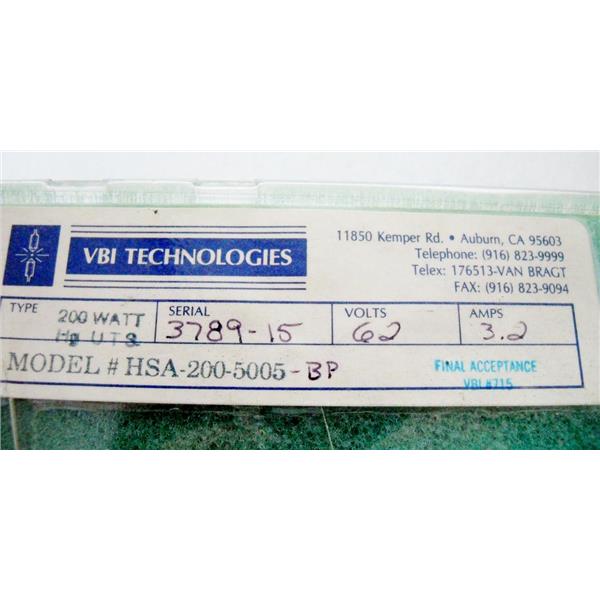 VBI TECHNOLOGIES
11850 Kemper Rd. • Auburn, CA 95603
Telephone: (916) 823-9999
Telex: 176513-VAN BRAGT
FAX: (916) 823-9094
TYPE 200 WATT
Hg U.T.S.
SERIAL
3789-15
VOLTS
62
AMPS
3.2
MODEL # HSA-200-5005-BP
FINAL ACCEPTANCE
VBI #715